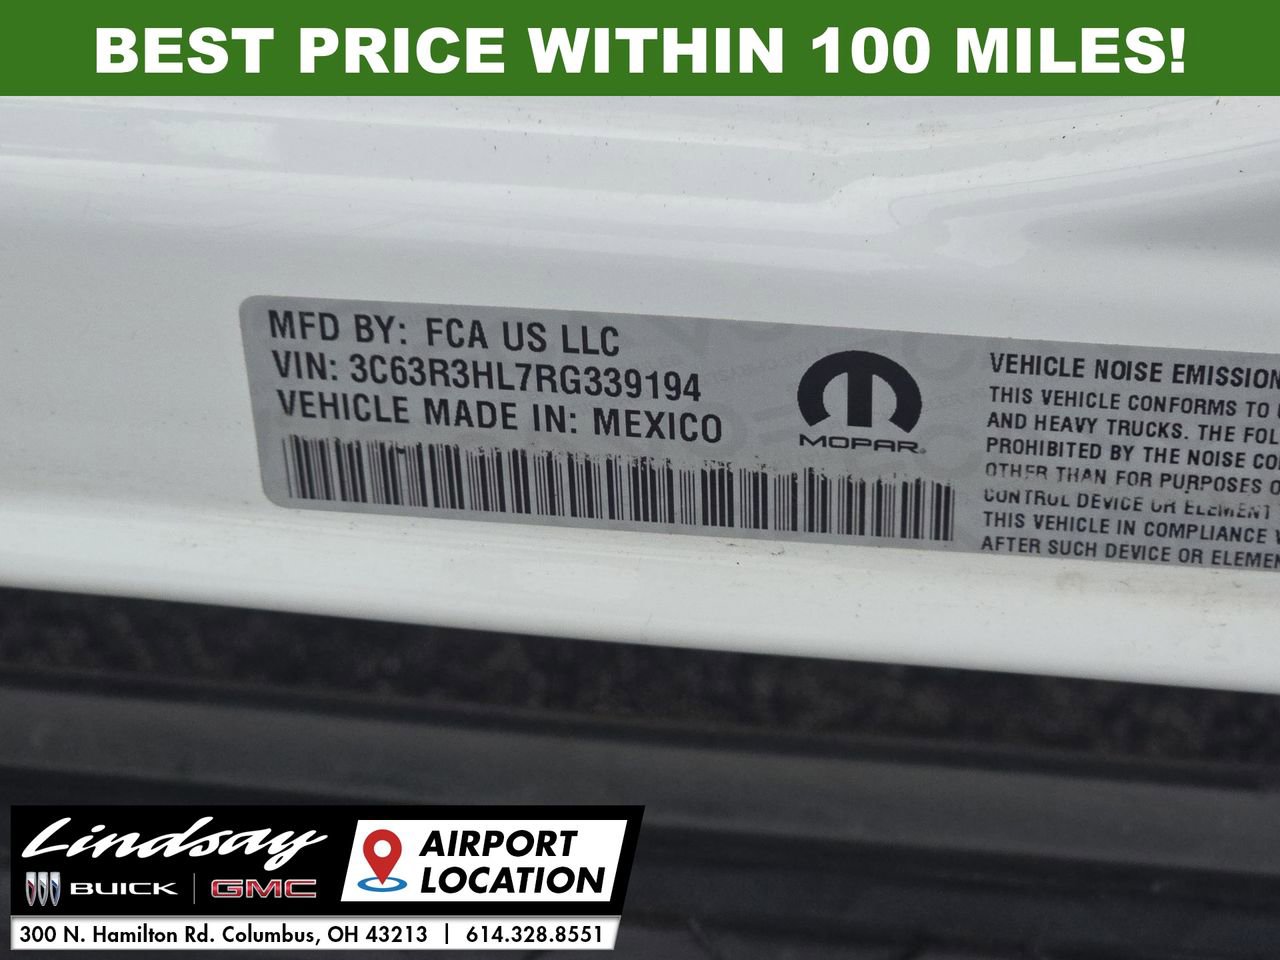 BEST PRICE WITHIN 100 MILES!
MFD BY: FCA US LLC
VIN: 3C63R3HL7RG339194
VEHICLE MADE IN: MEXICO
MOPAR®
VEHICLE NOISE EMISSION
THIS VEHICLE CONFORMS TO
AND HEAVY TRUCKS. THE FOL
PROHIBITED BY THE NOISE CO
OTHER THAN FOR PURPOSES O
CONTROL DEVICE OR ELEMENT
THIS VEHICLE IN COMPLIANCE
AFTER SUCH DEVICE OR ELEME
Lindsay
BUICK | GMC
AIRPORT
LOCATION
300 N. Hamilton Rd. Columbus, OH 43213 | 614.328.8551